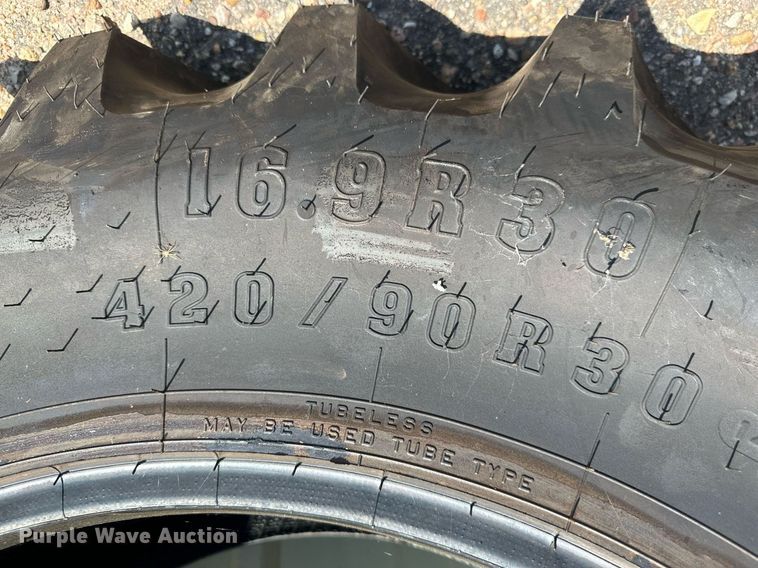 16.9R30
420/90R30
TUBELESS
MAY BE USED TUBE TYPE
Purple Wave Auction